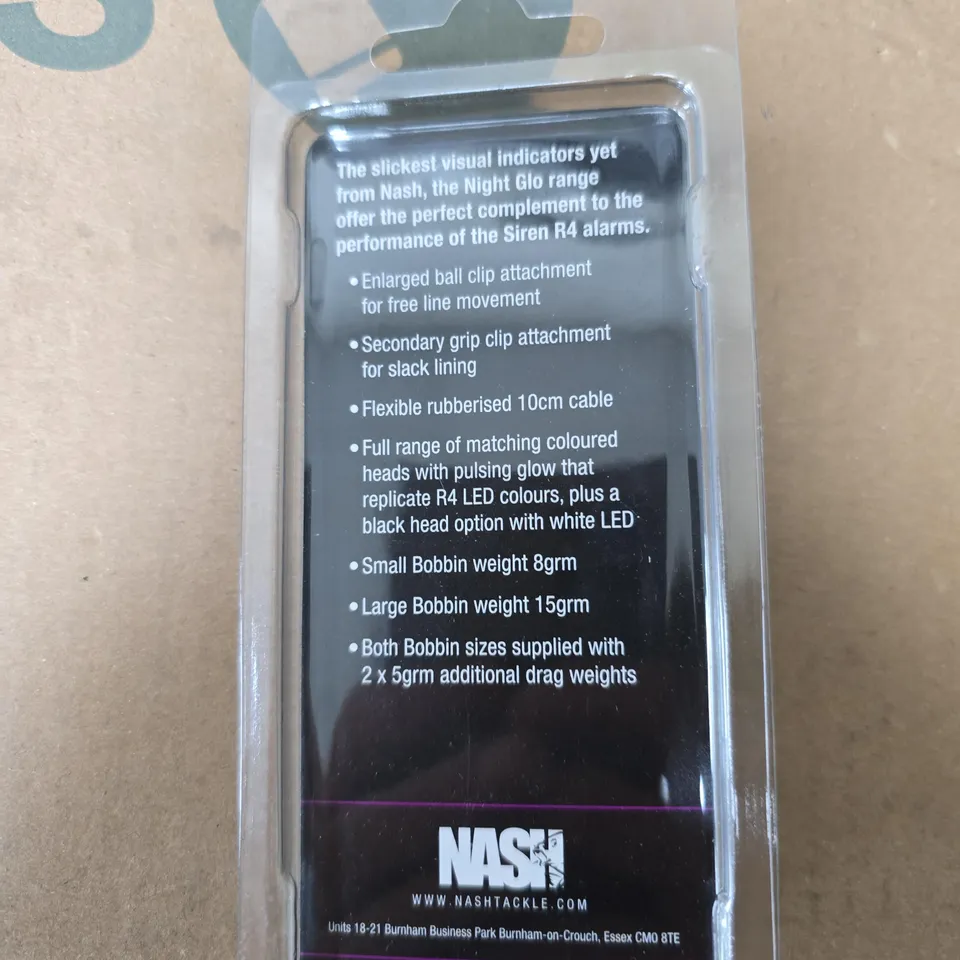 The slickest visual indicators yet
from Nash, the Night Glo range
offer the perfect complement to the
performance of the Siren R4 alarms.
• Enlarged ball clip attachment
for free line movement
• Secondary grip clip attachment
for slack lining
• Flexible rubberised 10cm cable
• Full range of matching coloured
heads with pulsing glow that
replicate R4 LED colours, plus a
black head option with white LED
• Small Bobbin weight 8grm
• Large Bobbin weight 15grm
• Both Bobbin sizes supplied with
2 x 5grm additional drag weights
NASH
WWW.NASHTACKLE.COM
Units 18-21 Burnham Business Park Burnham-on-Crouch, Essex CM0 8TE